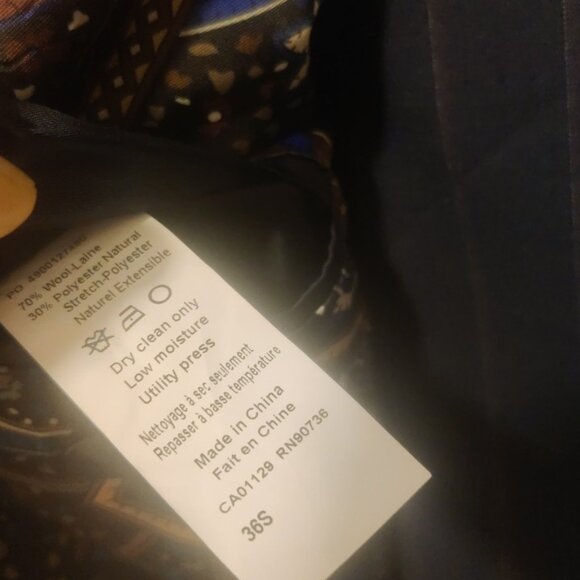 PO
70% Wool-Laine
30% Polyester Natural
Stretch-Polyester
Naturel Extensible
Dry clean only
Low moisture
Utility press
Nettoyage à sec seulement
Repasser à basse température
Made in China
Fait en Chine
CA01129 RN90736
36S